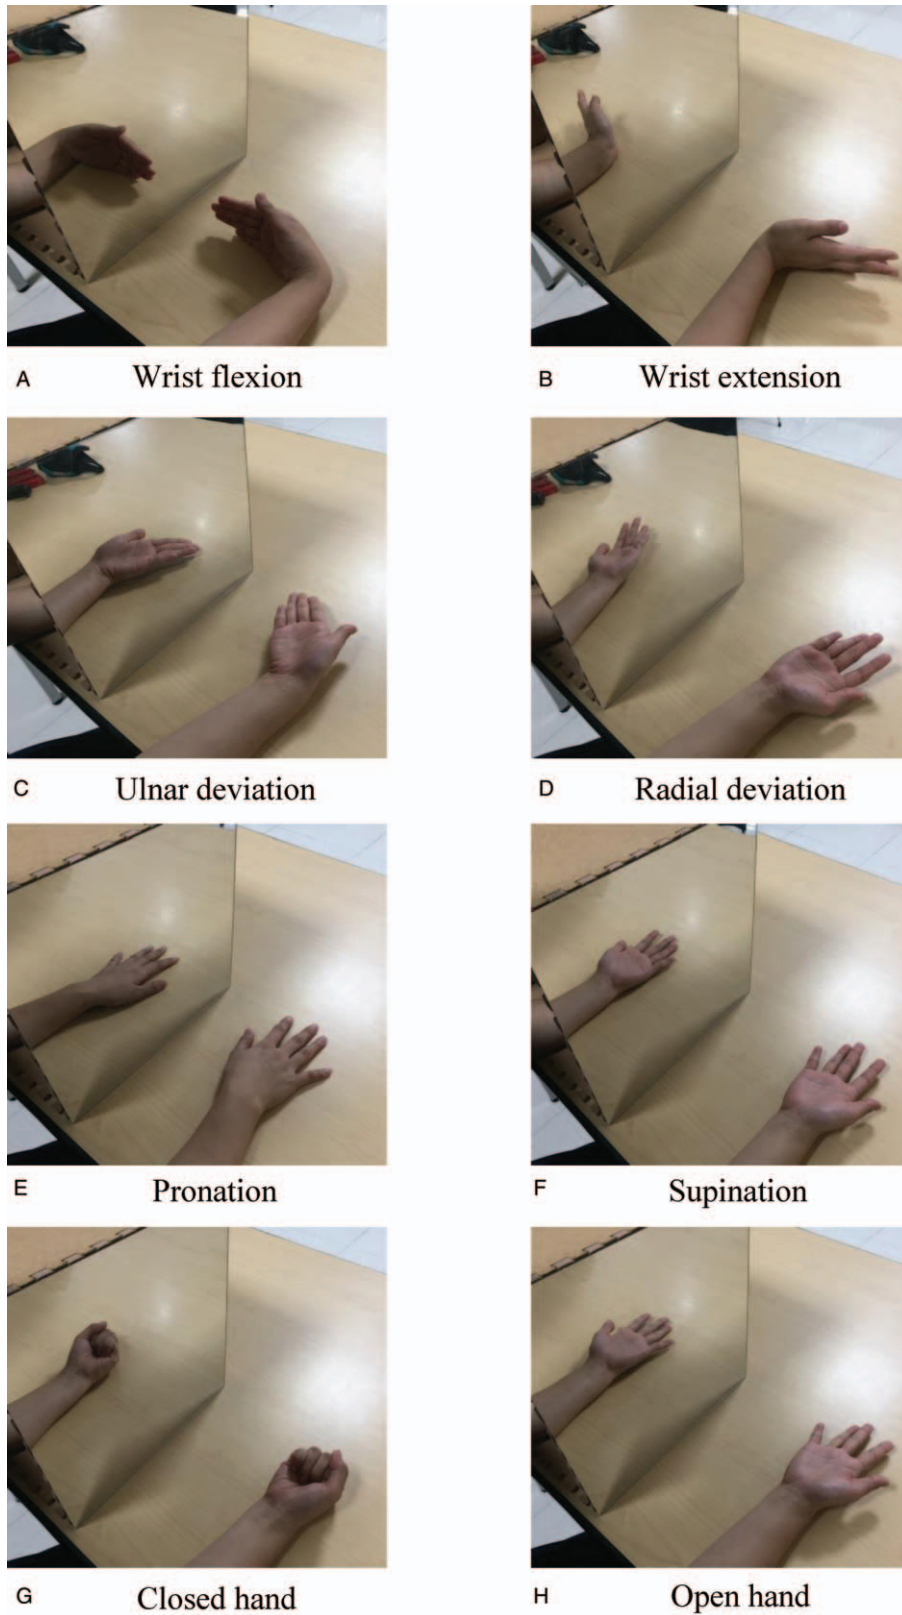 A Wrist flexion
B Wrist extension
C Ulnar deviation
D Radial deviation
E Pronation
F Supination
G Closed hand
H Open hand